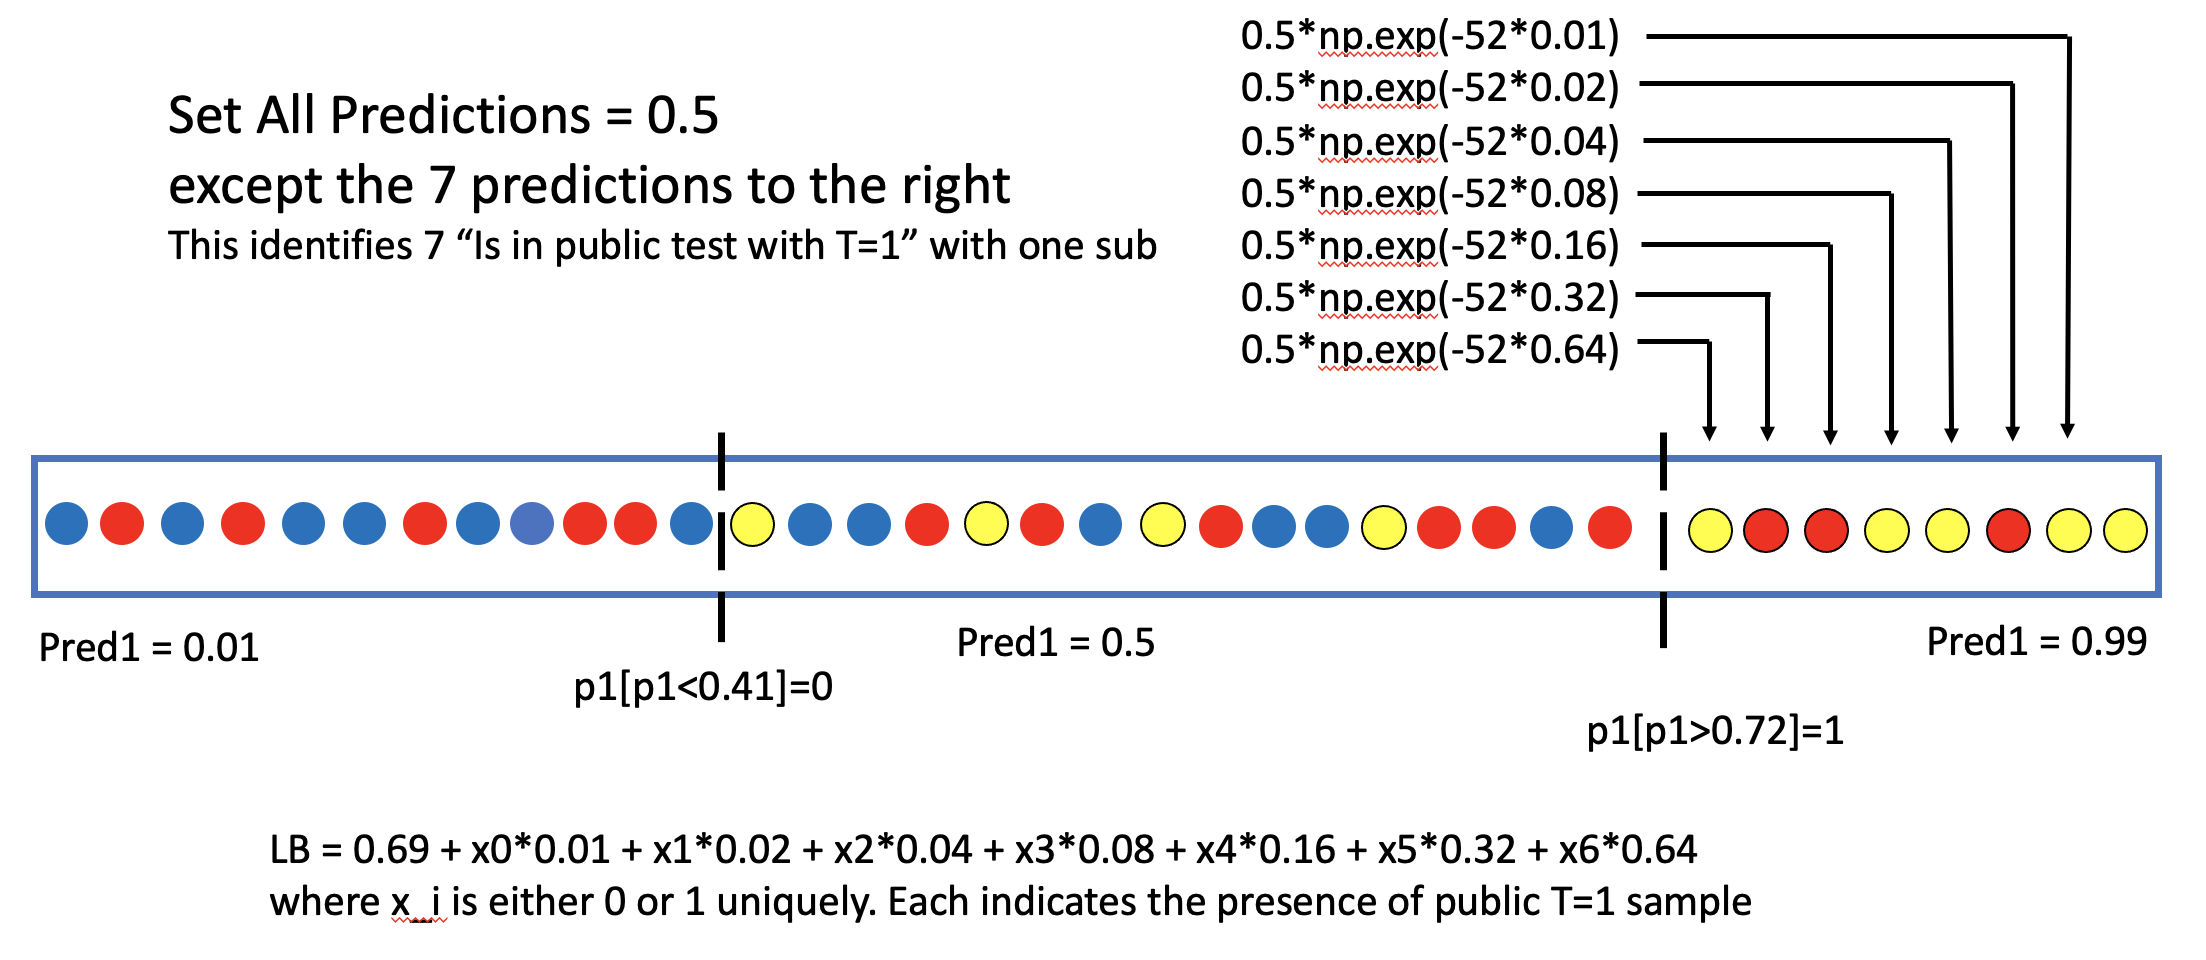 Set All Predictions = 0.5
except the 7 predictions to the right
This identifies 7 “Is in public test with T=1” with one sub
0.5*np.exp(-52*0.01)
0.5*np.exp(-52*0.02)
0.5*np.exp(-52*0.04)
0.5*np.exp(-52*0.08)
0.5*np.exp(-52*0.16)
0.5*np.exp(-52*0.32)
0.5*np.exp(-52*0.64)
Pred1 = 0.01
Pred1 = 0.5
Pred1 = 0.99
p1[p1<0.41]=0
p1[p1>0.72]=1
LB = 0.69 + x0*0.01 + x1*0.02 + x2*0.04 + x3*0.08 + x4*0.16 + x5*0.32 + x6*0.64
where x_i is either 0 or 1 uniquely. Each indicates the presence of public T=1 sample